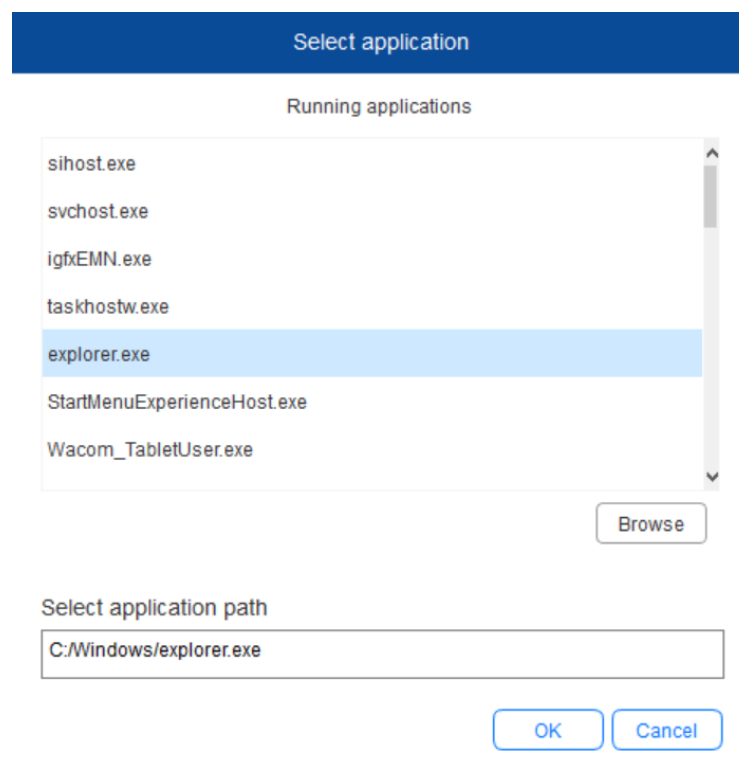 Select application
Running applications
sihost.exe
svchost.exe
igfxEMN.exe
taskhostw.exe
explorer.exe
StartMenuExperienceHost.exe
Wacom_TabletUser.exe
Browse
Select application path
C:/Windows/explorer.exe
OK Cancel